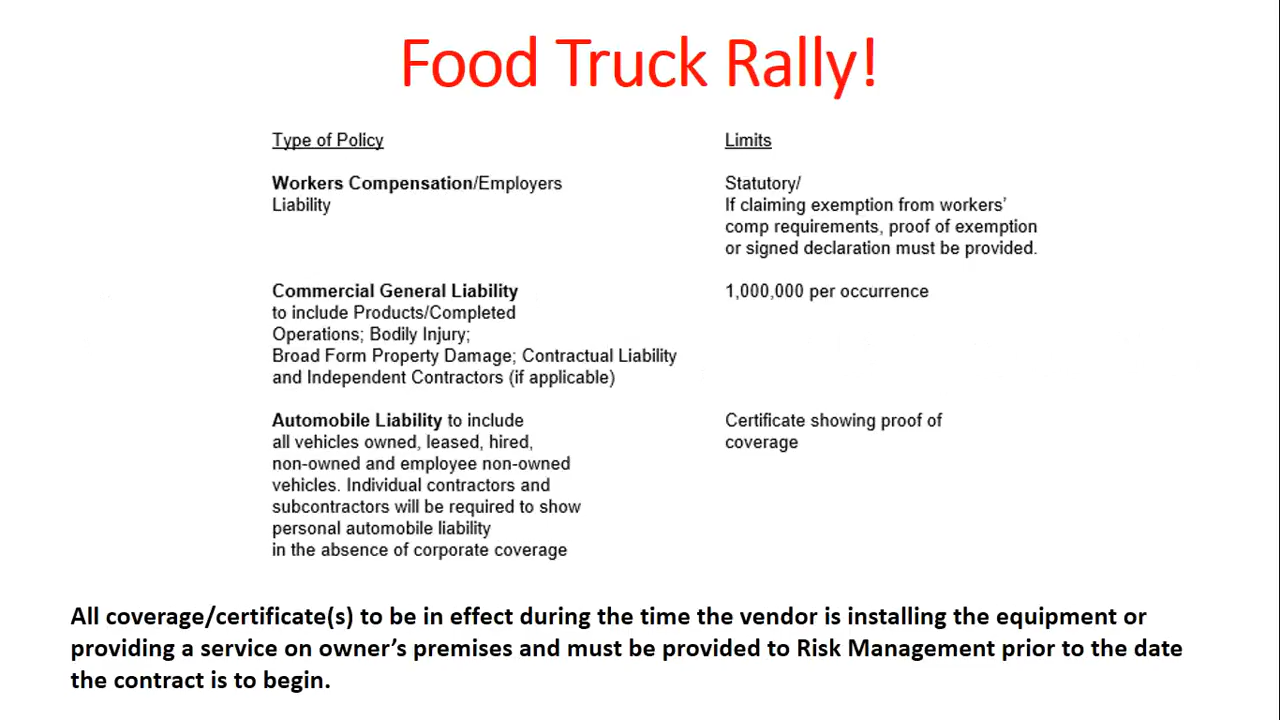 Food Truck Rally!
Type of Policy
Limits
Workers Compensation/Employers
Liability
Statutory/
If claiming exemption from workers’
comp requirements, proof of exemption
or signed declaration must be provided.
Commercial General Liability
to include Products/Completed
Operations; Bodily Injury;
Broad Form Property Damage; Contractual Liability
and Independent Contractors (if applicable)
1,000,000 per occurrence
Automobile Liability to include
all vehicles owned, leased, hired,
non-owned and employee non-owned
vehicles. Individual contractors and
subcontractors will be required to show
personal automobile liability
in the absence of corporate coverage
Certificate showing proof of
coverage
All coverage/certificate(s) to be in effect during the time the vendor is installing the equipment or
providing a service on owner’s premises and must be provided to Risk Management prior to the date
the contract is to begin.